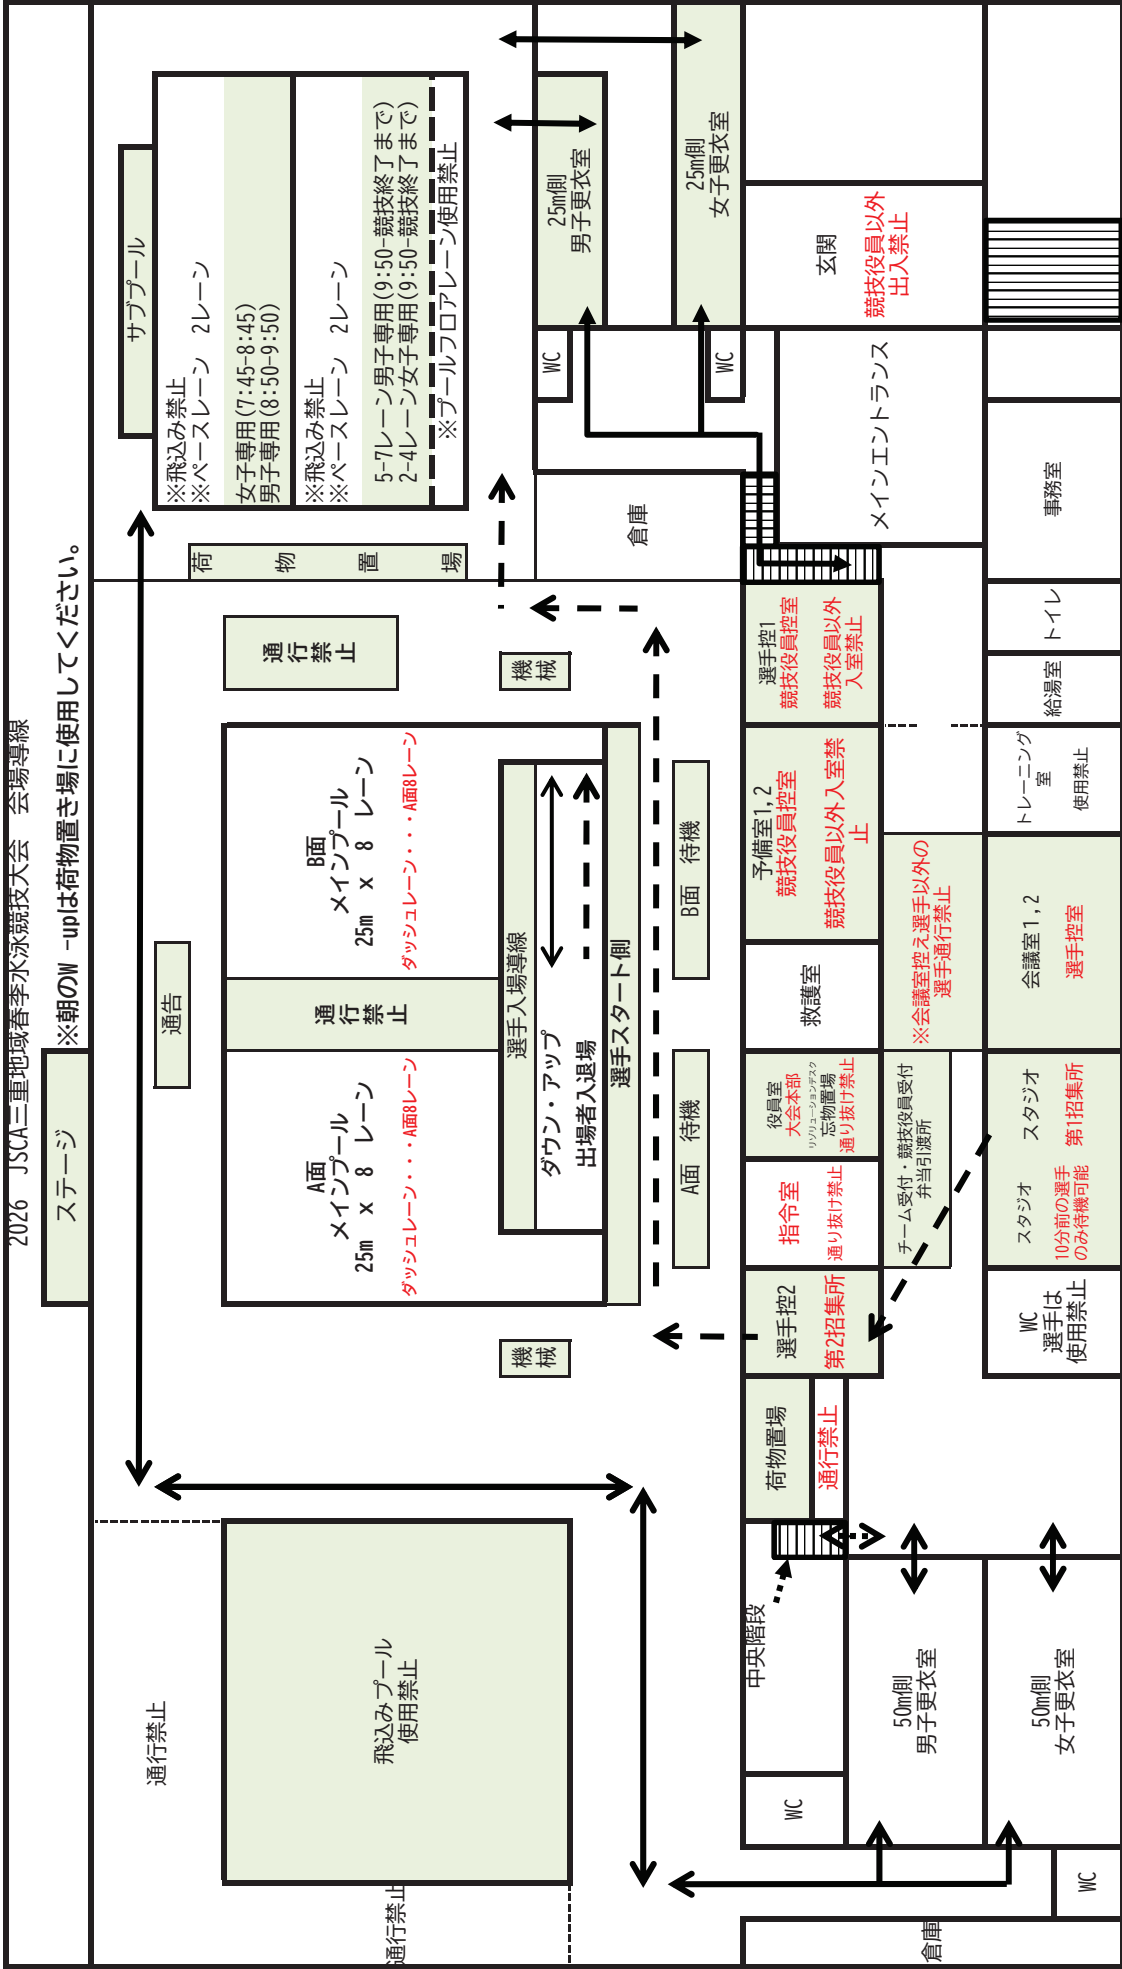 2026　JSCA三重地域春季水泳競技大会　会場導線
※朝のW -upは荷物置き場に使用してください。
ステージ
サブプール
※飛込み禁止
※ペースレーン　2レーン
女子専用(7:45-8:45)
男子専用(8:50-9:50)
※飛込み禁止
※ペースレーン　2レーン
5-7レーン男子専用(9:50-競技終了まで)
2-4レーン女子専用(9:50-競技終了まで)
※プールフロアレーン使用禁止
荷　物　置　場
通行禁止
通告
B面
メインプール
25m　x　8　レーン
ダッシュレーン・・・A面8レーン
通行禁止
A面
メインプール
25m　x　8　レーン
ダッシュレーン・・・A面8レーン
選手入場導線
ダウン・アップ
出場者入退場
選手スタート側
機械
機械
B面　待機
A面　待機
25m側
男子更衣室
25m側
女子更衣室
WC
WC
倉庫
玄関
競技役員以外
出入禁止
メインエントランス
事務室
トイレ
給湯室
トレーニング
室
使用禁止
選手控1
競技役員控室
競技役員以外
入室禁止
予備室1,2
競技役員控室
競技役員以外入室禁
止
救護室
※会議室控え選手以外の
選手通行禁止
会議室1,2
選手控室
役員室
大会本部
リソリューションデスク
忘物置場
通り抜け禁止
指令室
通り抜け禁止
チーム受付・競技役員受付
弁当引渡所
スタジオ
第1招集所
スタジオ
10分前の選手
のみ待機可能
選手控2
第2招集所
WC
選手は
使用禁止
荷物置場
通行禁止
中央階段
通行禁止
飛込みプール
使用禁止
通行禁止
50m側
男子更衣室
50m側
女子更衣室
WC
WC
倉庫